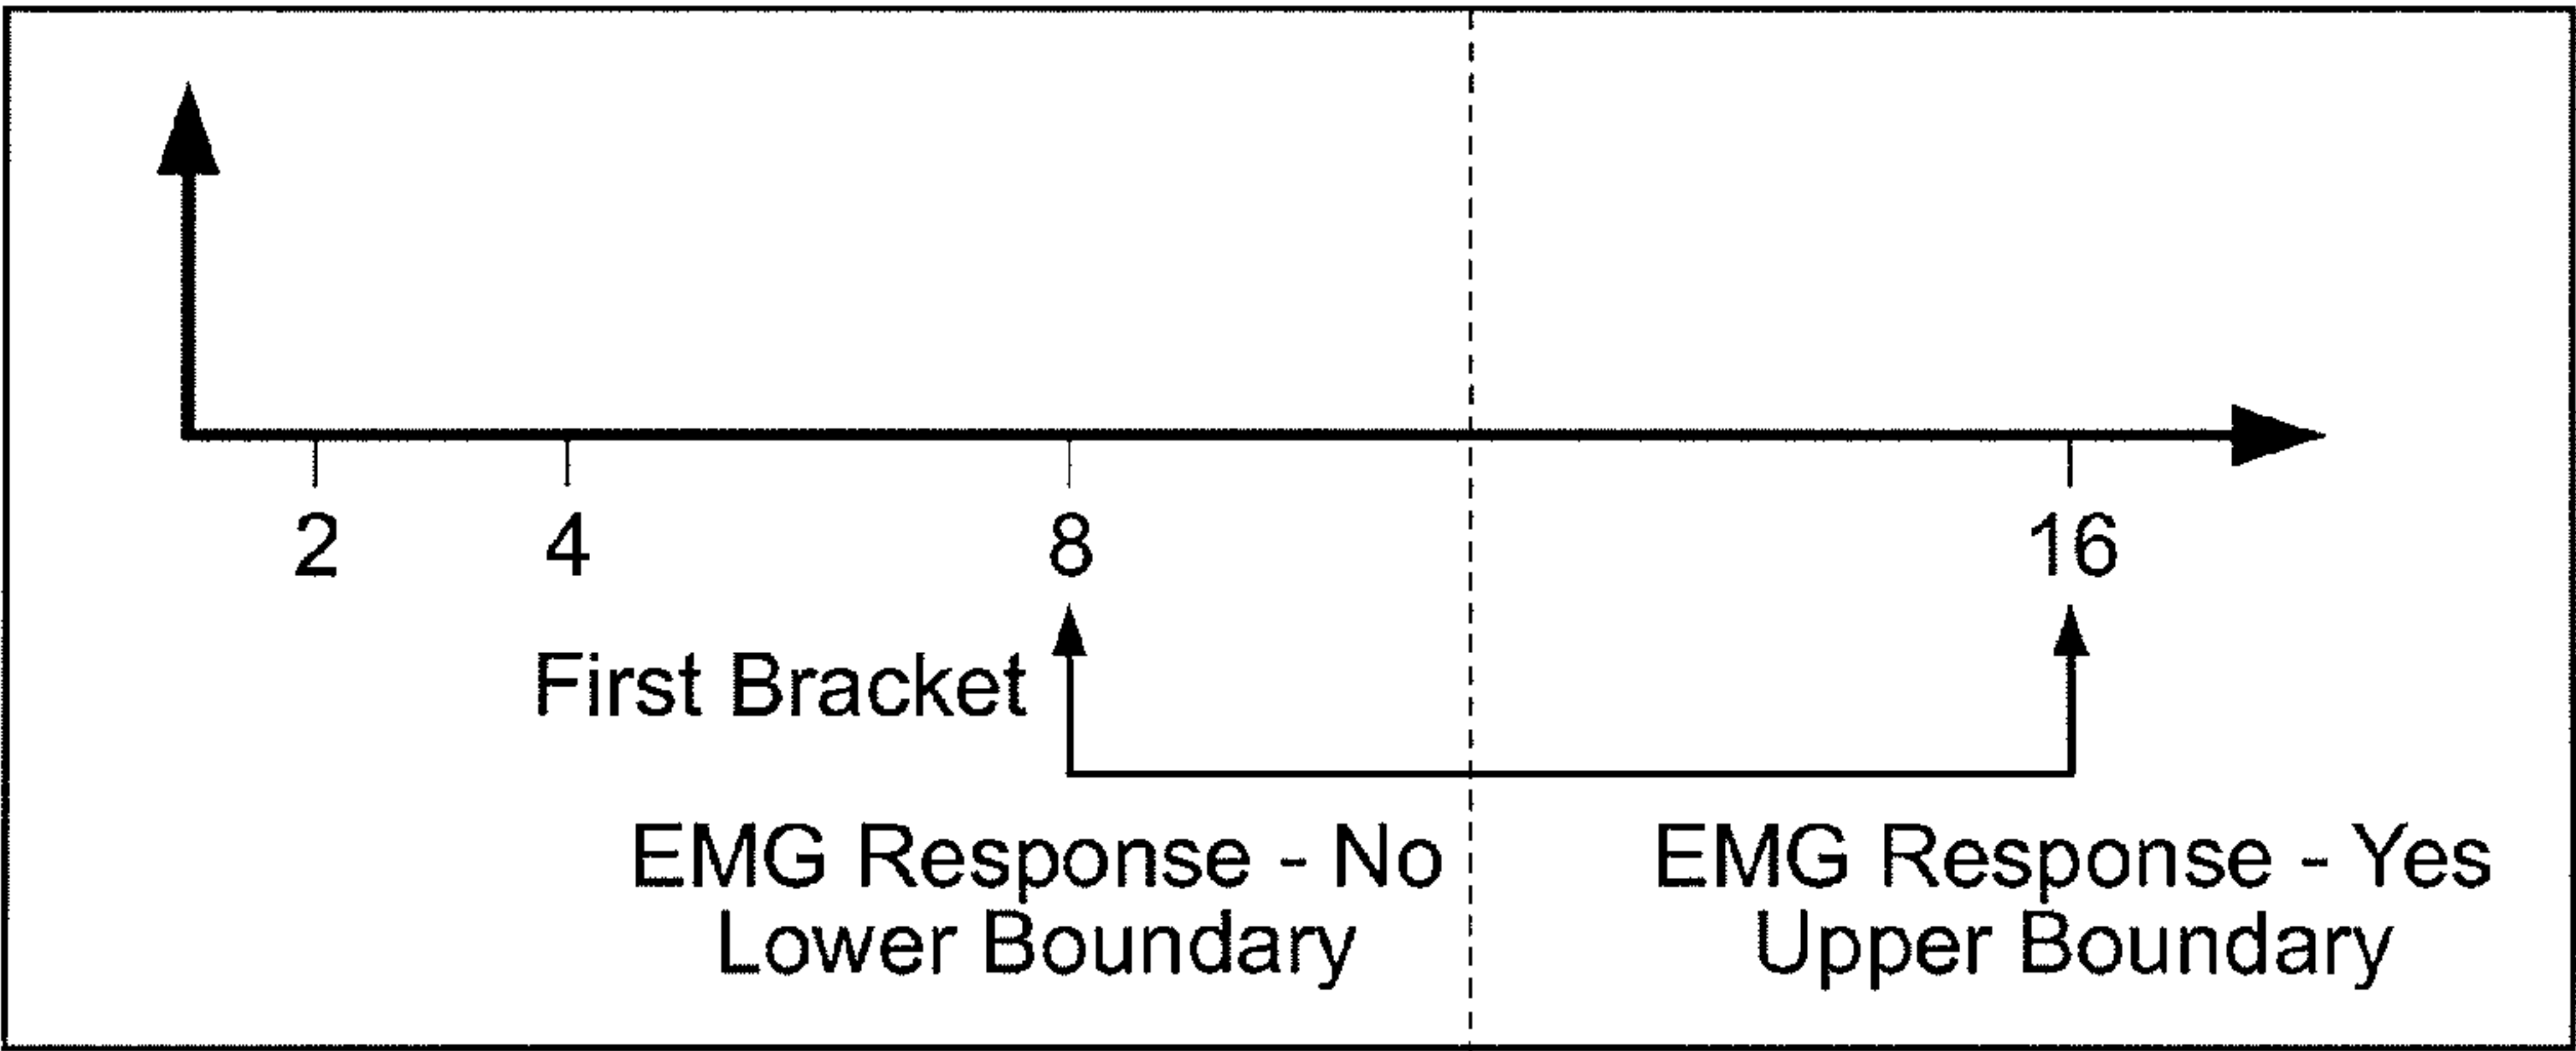 2 4 8 16
First Bracket
EMG Response - No
Lower Boundary
EMG Response - Yes
Upper Boundary